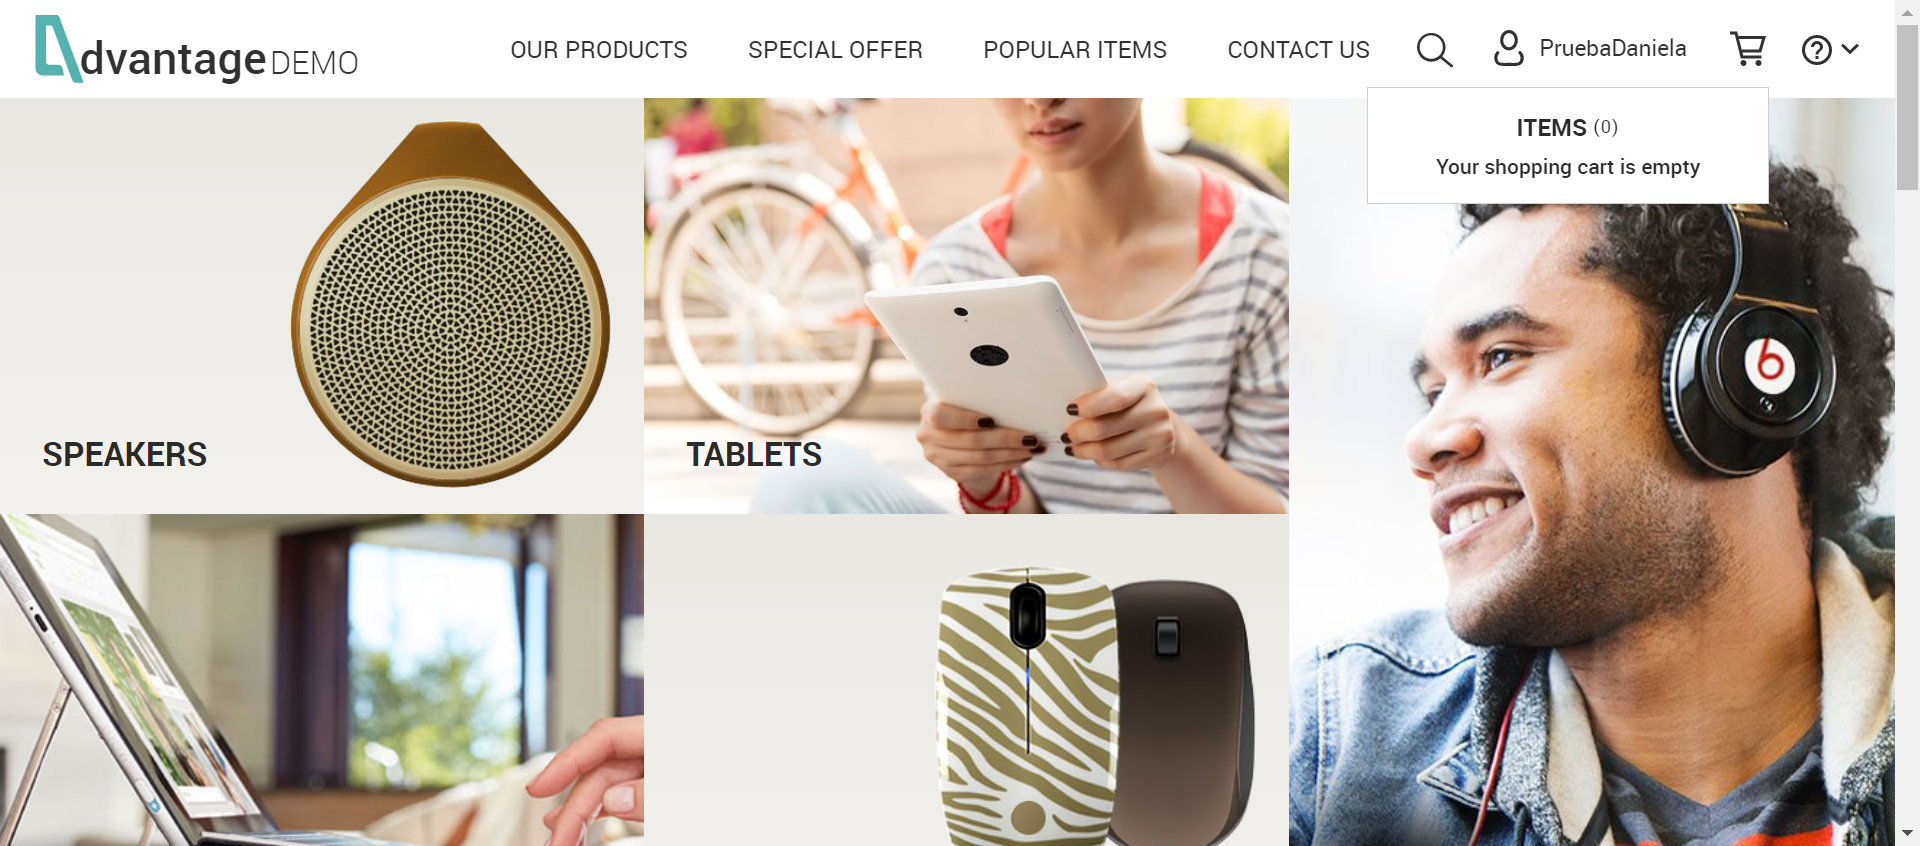 dvantage DEMO
OUR PRODUCTS
SPECIAL OFFER
POPULAR ITEMS
CONTACT US
PruebaDaniela
ITEMS (0)
Your shopping cart is empty
SPEAKERS
TABLETS